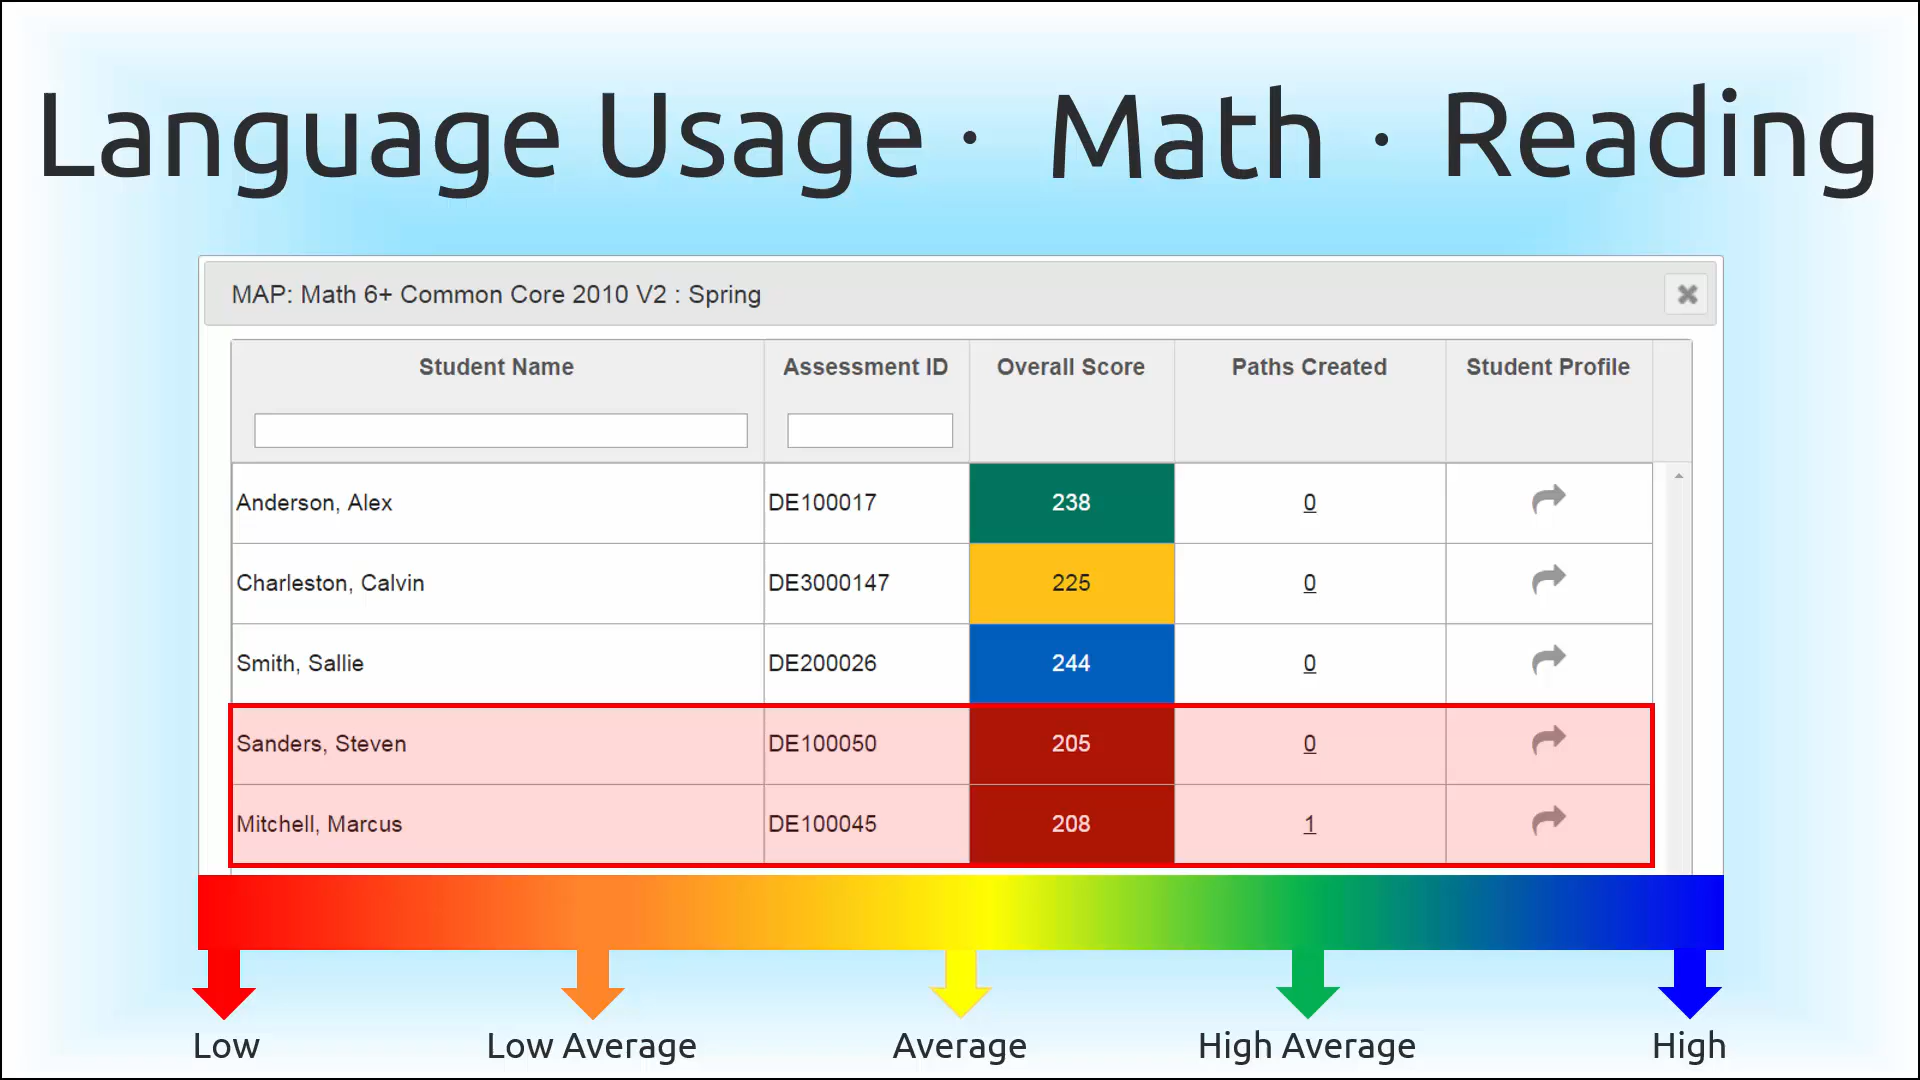 Language Usage · Math · Reading
MAP: Math 6+ Common Core 2010 V2 : Spring
Student Name Assessment ID Overall Score Paths Created Student Profile
Anderson, Alex DE100017 238 0
Charleston, Calvin DE3000147 225 0
Smith, Sallie DE200026 244 0
Sanders, Steven DE100050 205 0
Mitchell, Marcus DE100045 208 1
Low Low Average Average High Average High